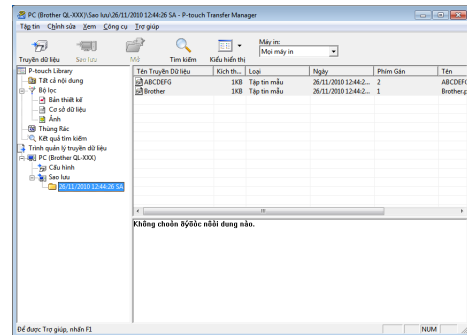 PC (Brother QL-XXX)\Sao lưu\26/11/2010 12:44:26 SA - P-touch Transfer Manager
Tập tin Chỉnh sửa Xem Công cụ Trợ giúp
Truyền dữ liệu Sao lưu Mở Tìm kiếm Kiểu hiển thị Máy in:
Mọi máy in
P-touch Library
Tất cả nội dung
Bộ lọc
Bản thiết kế
Cơ sở dữ liệu
Ảnh
Thùng Rác
Kết quả tìm kiếm
Trình quản lý truyền dữ liệu
PC (Brother QL-XXX)
Cấu hình
Sao lưu
26/11/2010 12:44:26 SA
Tên Truyền Dữ liệu Kích th... Loại Ngày Phím Gán Tên
ABCDEFG 1KB Tập tin mẫu 26/11/2010 12:44:2... 2 ABCDEF
Brother 1KB Tập tin mẫu 26/11/2010 12:44:2... 1 Brother.p
Không choïn ðýõòc nôòi dung nào.
Để được Trợ giúp, nhấn F1
NUM